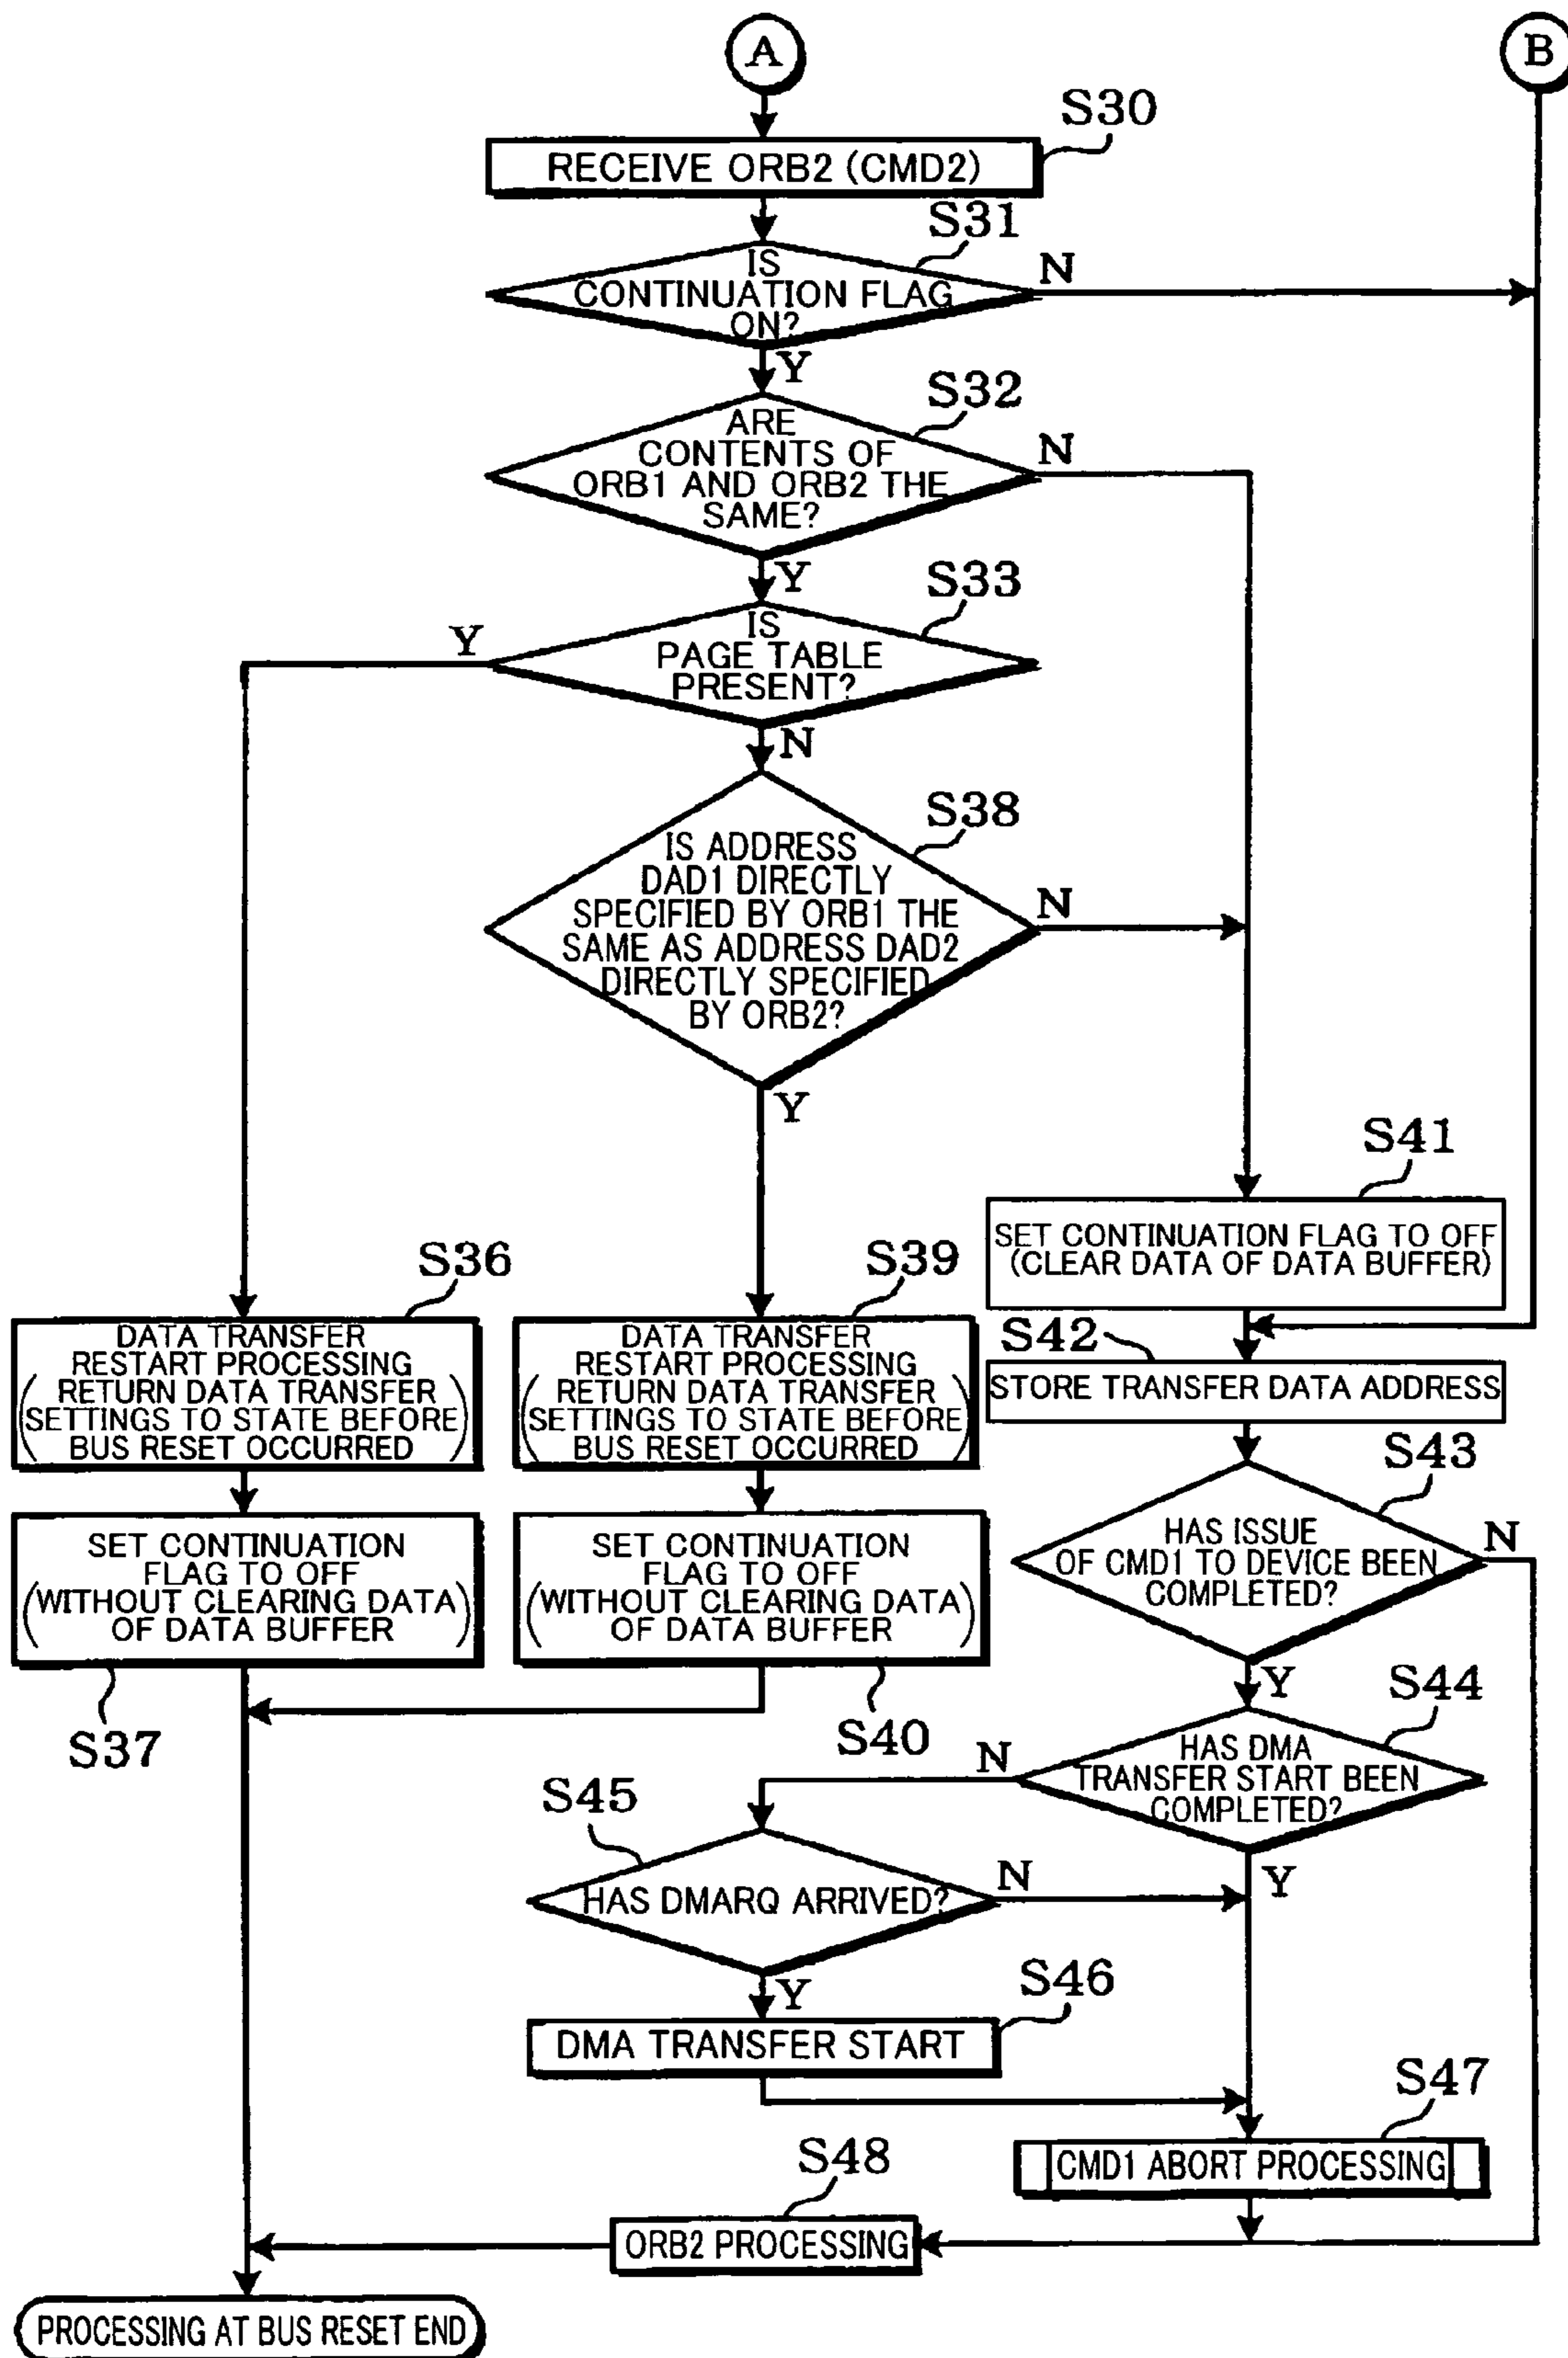 A
B
S30
RECEIVE ORB2 (CMD2)
S31
IS
CONTINUATION FLAG
ON?
N
Y
S32
ARE
CONTENTS OF
ORB1 AND ORB2 THE
SAME?
N
Y
S33
IS
PAGE TABLE
PRESENT?
Y
N
S38
IS ADDRESS
DAD1 DIRECTLY
SPECIFIED BY ORB1 THE
SAME AS ADDRESS DAD2
DIRECTLY SPECIFIED
BY ORB2?
N
Y
S41
SET CONTINUATION FLAG TO OFF
(CLEAR DATA OF DATA BUFFER)
S36
DATA TRANSFER
RESTART PROCESSING
(RETURN DATA TRANSFER
SETTINGS TO STATE BEFORE
BUS RESET OCCURRED)
S39
DATA TRANSFER
RESTART PROCESSING
(RETURN DATA TRANSFER
SETTINGS TO STATE BEFORE
BUS RESET OCCURRED)
S42
STORE TRANSFER DATA ADDRESS
SET CONTINUATION
FLAG TO OFF
(WITHOUT CLEARING DATA
OF DATA BUFFER)
S37
SET CONTINUATION
FLAG TO OFF
(WITHOUT CLEARING DATA
OF DATA BUFFER)
S40
S43
HAS ISSUE
OF CMD1 TO DEVICE BEEN
COMPLETED?
N
Y
S44
HAS DMA
TRANSFER START BEEN
COMPLETED?
N
Y
S45
HAS DMARQ ARRIVED?
N
Y
S46
DMA TRANSFER START
S47
CMD1 ABORT PROCESSING
S48
ORB2 PROCESSING
PROCESSING AT BUS RESET END